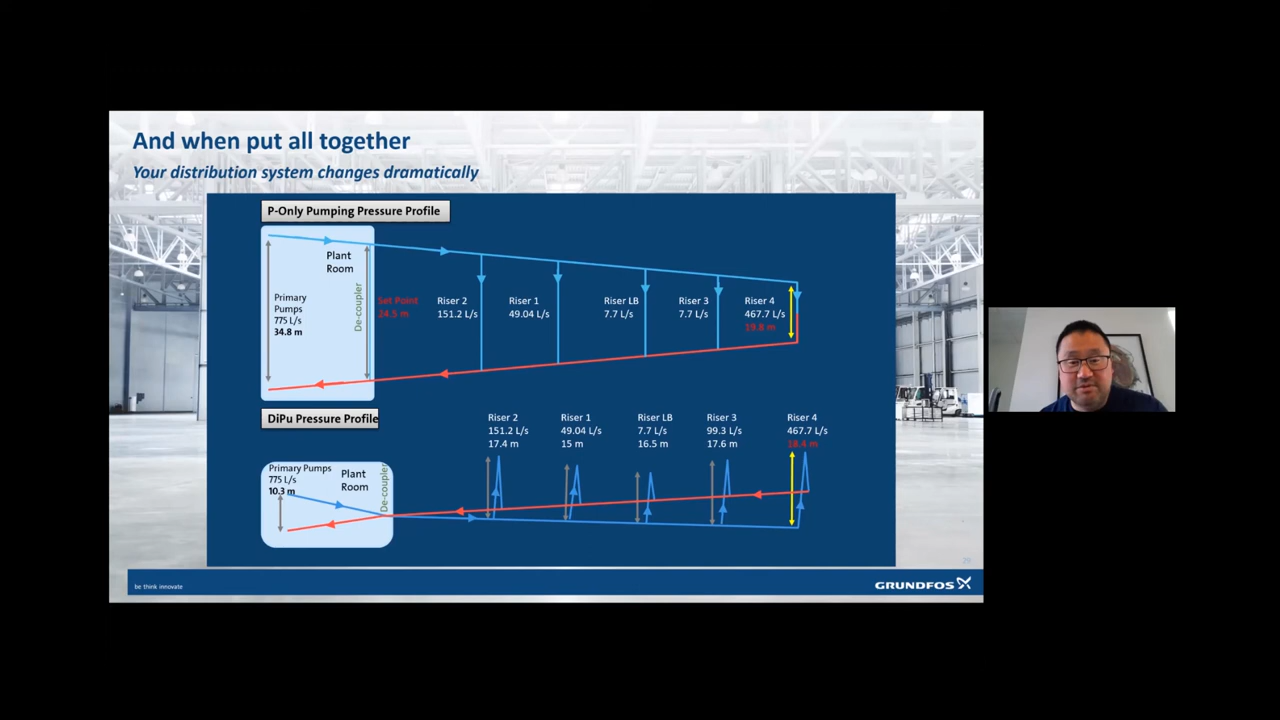 And when put all together
Your distribution system changes dramatically
P-Only Pumping Pressure Profile
Plant
Room
Primary
Pumps
775 L/s
34.8 m
De-coupler
Set Point
24.5 m
Riser 2
151.2 L/s
Riser 1
49.04 L/s
Riser LB
7.7 L/s
Riser 3
7.7 L/s
Riser 4
467.7 L/s
19.8 m
DiPu Pressure Profile
Primary Pumps
775 L/s
10.3 m
Plant
Room
De-coupler
Riser 2
151.2 L/s
17.4 m
Riser 1
49.04 L/s
15 m
Riser LB
7.7 L/s
16.5 m
Riser 3
99.3 L/s
17.6 m
Riser 4
467.7 L/s
18.4 m
be think innovate
GRUNDFOS